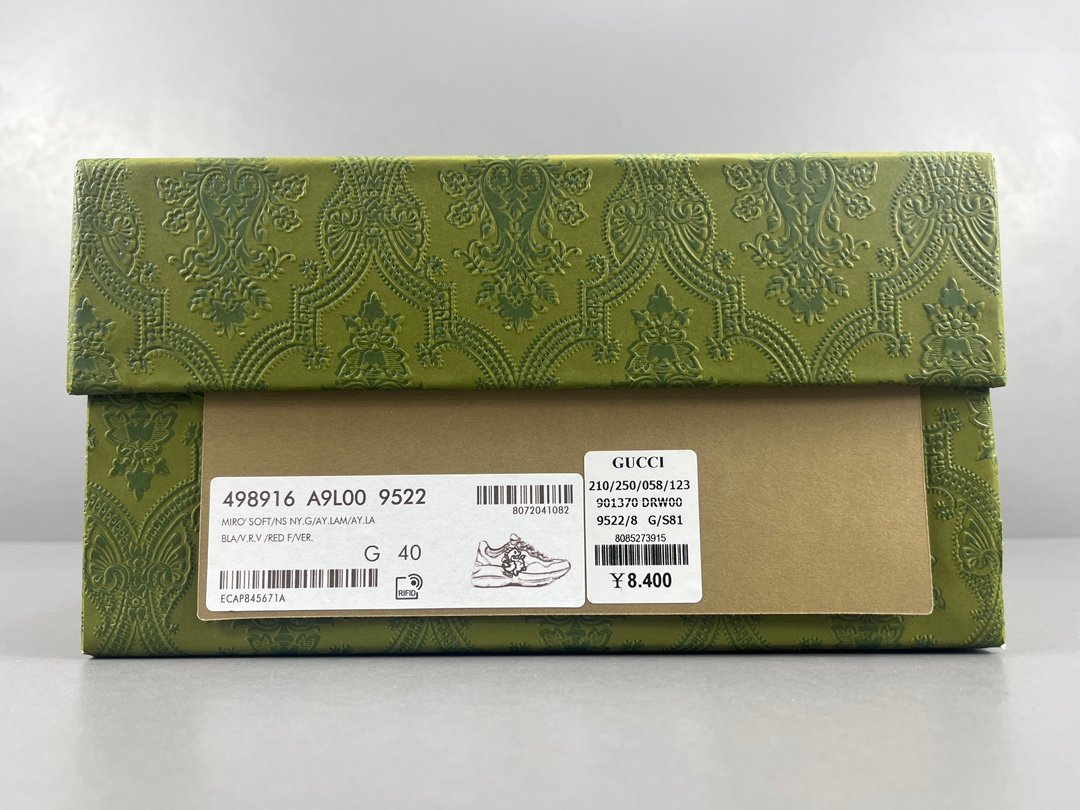 498916 A9L00 9522
8072041082
MIRO' SOFT/NS NY.G/AY.LAM/AY.LA
BLA/V.R.V /RED F/VER.
G 40
ECAP845671A
RIFID
GUCCI
210/250/058/123
901370 DRW00
9522/8 G/S81
8085273915
¥8.400